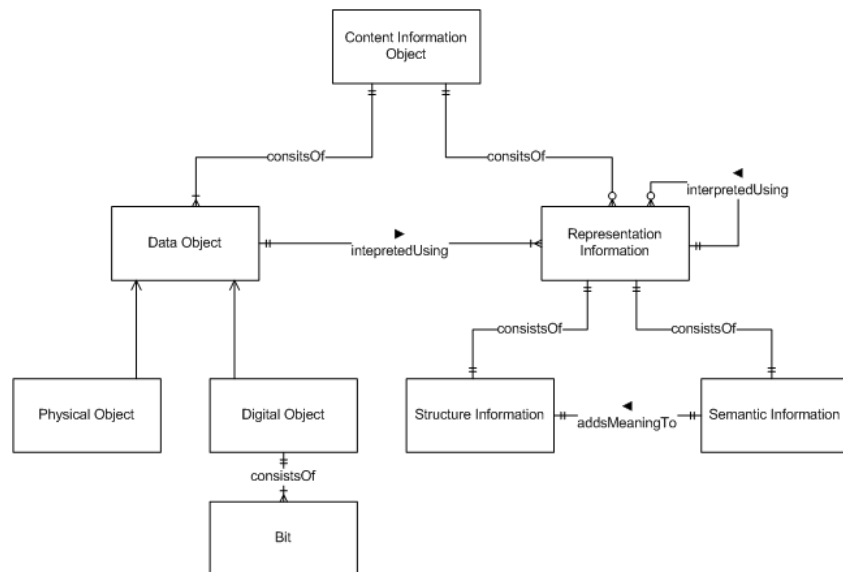 Content Information
Object
consitsOf
consitsOf
◄
interpretedUsing
Data Object
►
intepretedUsing
Representation
Information
consistsOf
consistsOf
Physical Object
Digital Object
Structure Information
◄
addsMeaningTo
Semantic Information
consistsOf
Bit